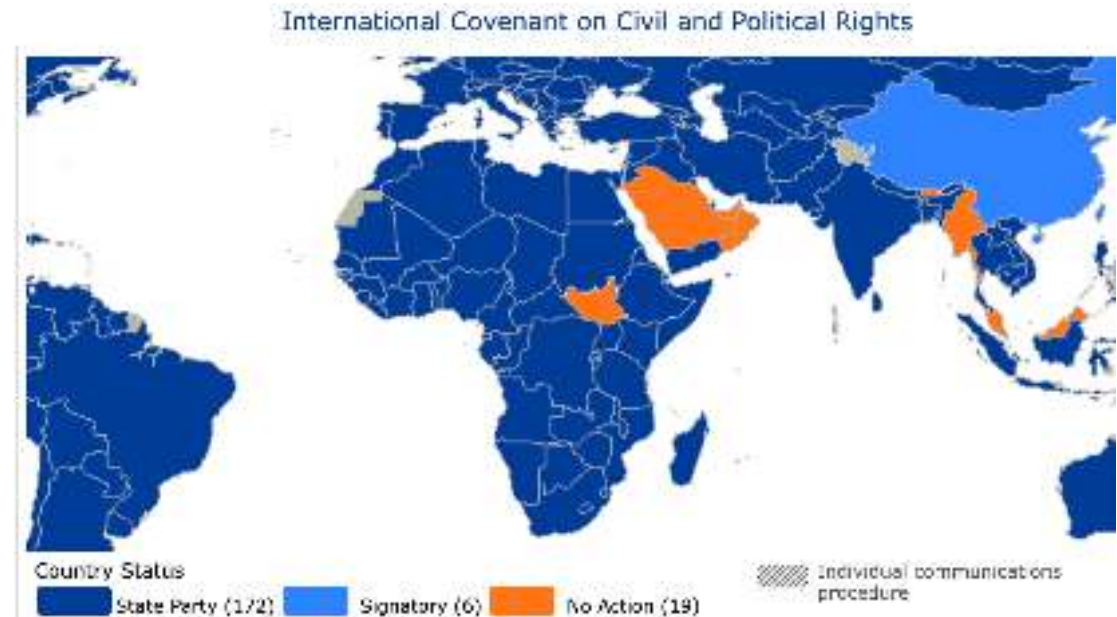 International Covenant on Civil and Political Rights
Country Status
State Party (172)
Signatory (6)
No Action (19)
Individual communications
procedure